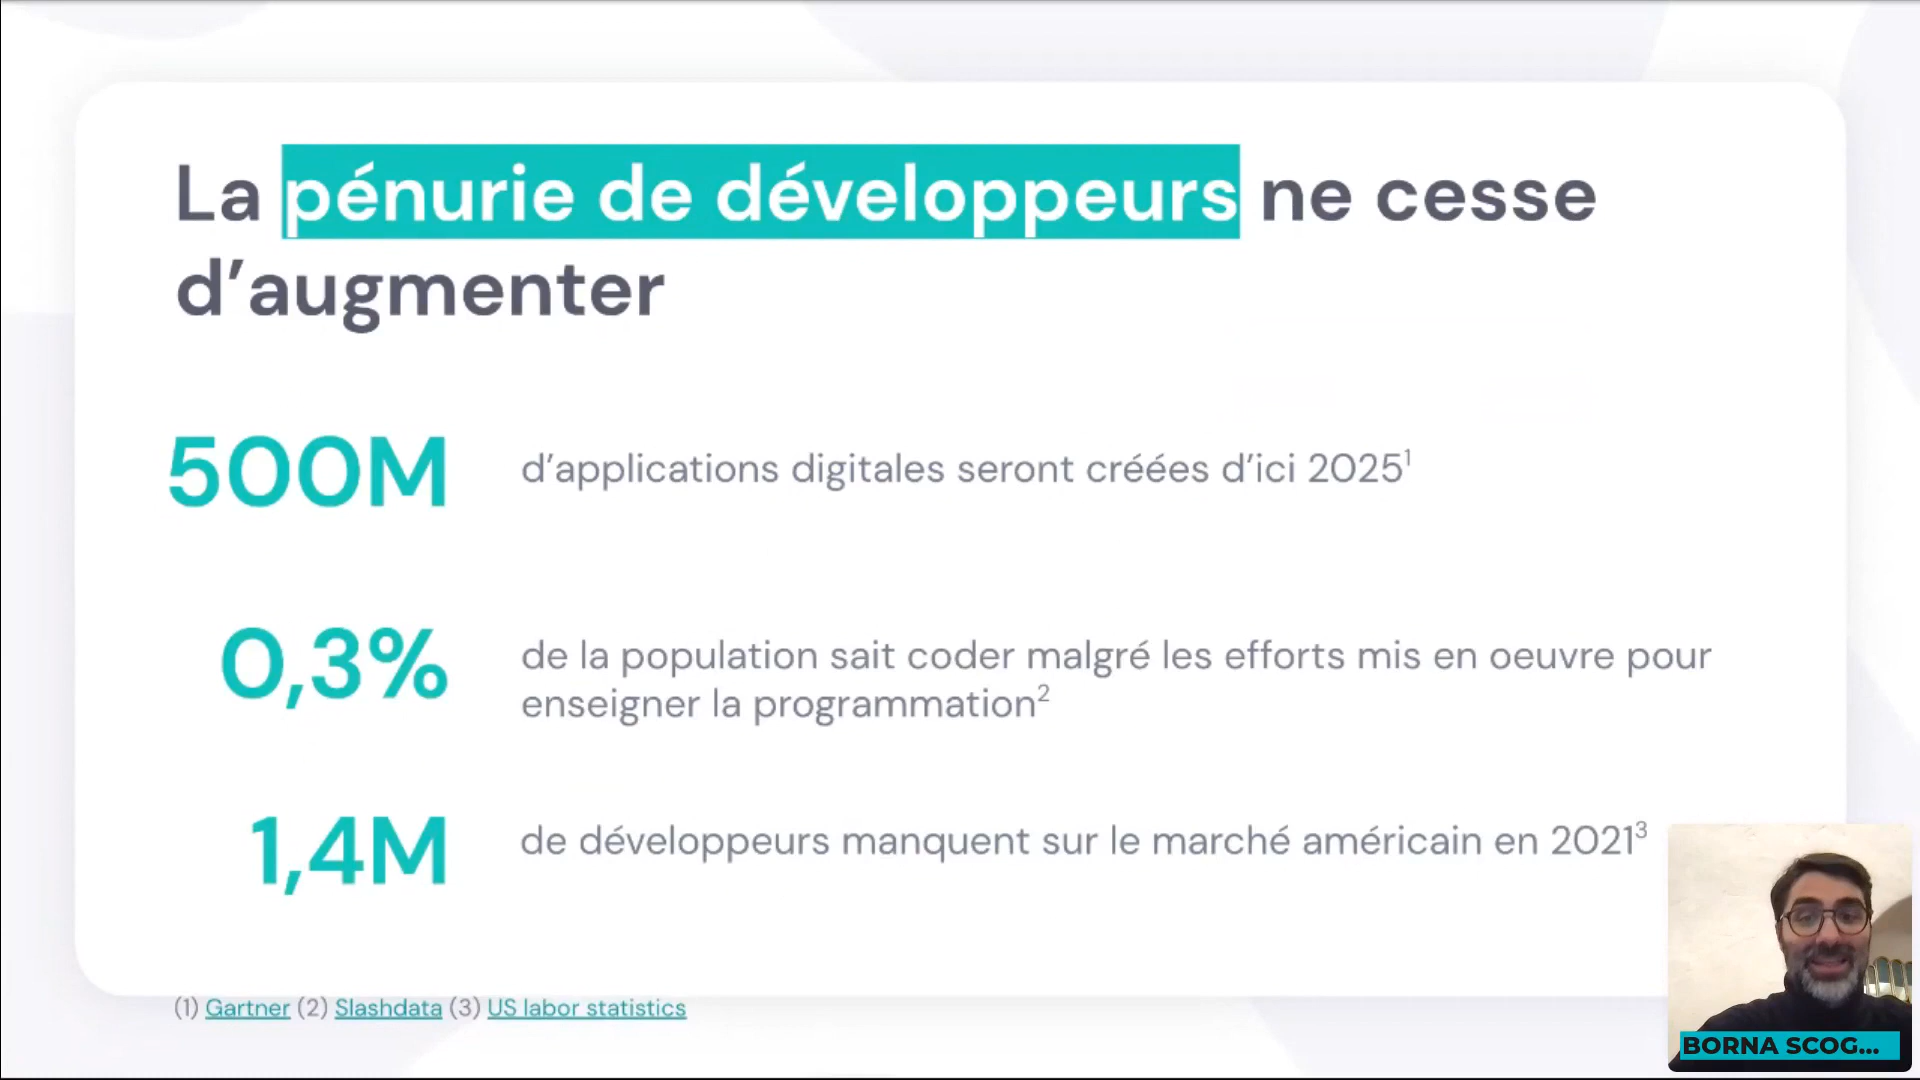 La pénurie de développeurs ne cesse
d’augmenter
500M
d’applications digitales seront créées d’ici 2025¹
0,3%
de la population sait coder malgré les efforts mis en oeuvre pour
enseigner la programmation²
1,4M
de développeurs manquent sur le marché américain en 2021³
(1) Gartner (2) Slashdata (3) US labor statistics
BORNA SCOG...